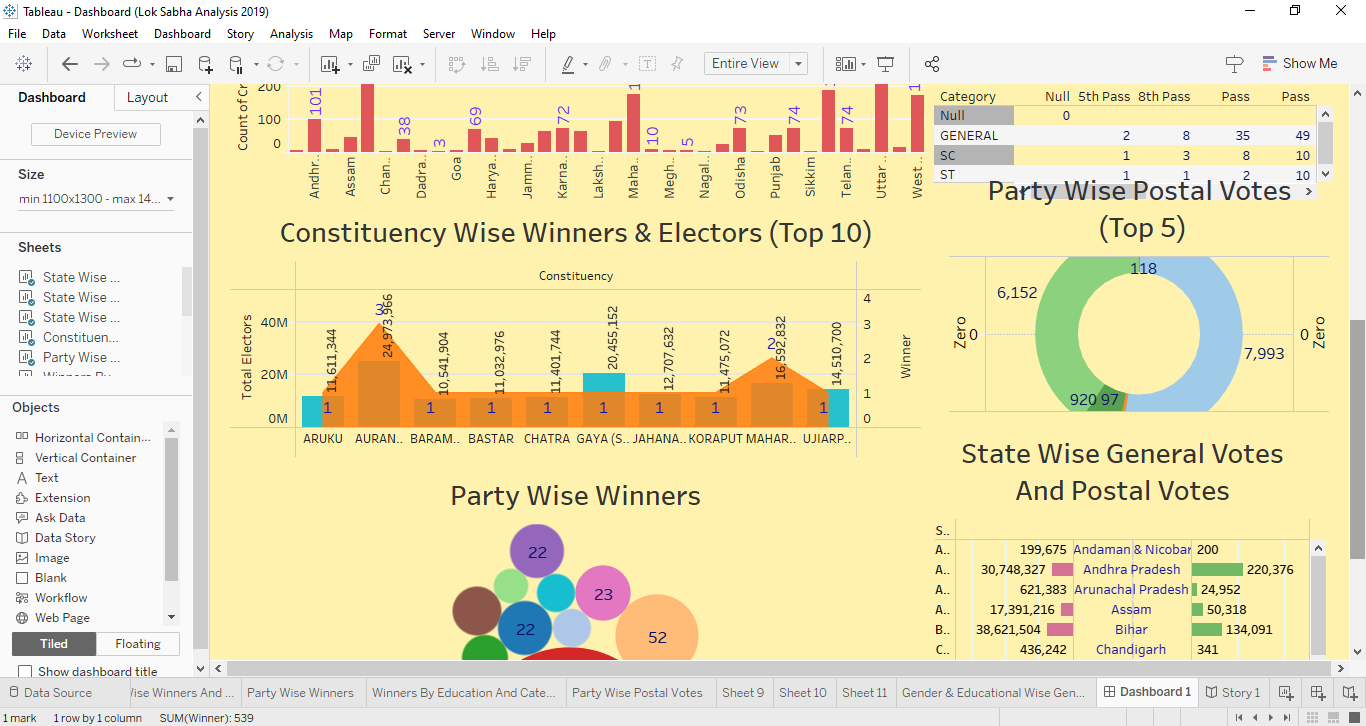 Tableau - Dashboard (Lok Sabha Analysis 2019)
File Data Worksheet Dashboard Story Analysis Map Format Server Window Help
Entire View
Show Me
Dashboard Layout
Device Preview
Size
min 1100x1300 - max 14...
Sheets
State Wise ...
State Wise ...
State Wise ...
Constituen...
Party Wise ...
Objects
Horizontal Contain...
Vertical Container
Text
Extension
Ask Data
Data Story
Image
Blank
Workflow
Web Page
Tiled Floating
Show dashboard title
Count of Cr
200
100
0
101 38 3 69 72 1 10 5 73 74 1 74 1
Andhr.. Assam Chan.. Dadra.. Goa Harya.. Jamm.. Karna.. Laksh.. Maha.. Megh.. Nagal.. Odisha Punjab Sikkim Telan.. Uttar .. West ..
Category Null 5th Pass 8th Pass Pass Pass
Null 0
GENERAL 2 8 35 49
SC 1 3 8 10
ST 1 1 2 10
Constituency Wise Winners & Electors (Top 10)
Constituency
Total Electors
40M
20M
0M
11,611,344 24,973,966 10,541,904 11,032,976 11,401,744 20,455,152 12,707,632 11,475,072 16,592,832 14,510,700
1 3 1 1 1 1 1 1 2 1
4
3
2
1
0
Winner
ARUKU AURAN.. BARAM.. BASTAR CHATRA GAYA (S.. JAHANA.. KORAPUT MAHAR.. UJIARP..
Party Wise Postal Votes
(Top 5)
118
6,152
Zero 0
0 Zero
7,993
920 97
Party Wise Winners
22
23
22
52
State Wise General Votes
And Postal Votes
S..
A.. 199,675 Andaman & Nicobar 200
A.. 30,748,327 Andhra Pradesh 220,376
A.. 621,383 Arunachal Pradesh 24,952
A.. 17,391,216 Assam 50,318
B.. 38,621,504 Bihar 134,091
C.. 436,242 Chandigarh 341
Data Source Wise Winners And ... Party Wise Winners Winners By Education And Cate... Party Wise Postal Votes Sheet 9 Sheet 10 Sheet 11 Gender & Educational Wise Gen... Dashboard 1 Story 1
1 mark 1 row by 1 column SUM(Winner): 539